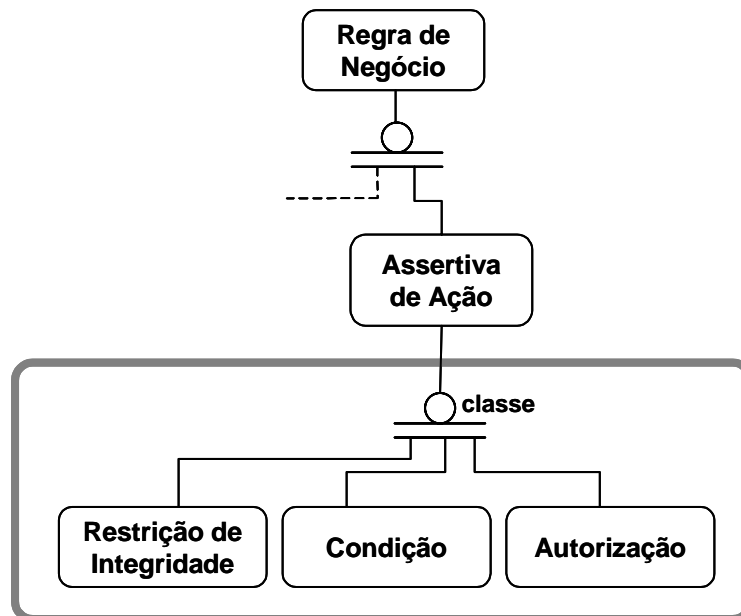 Regra de
Negócio
Assertiva
de Ação
classe
Restrição de
Integridade
Condição
Autorização